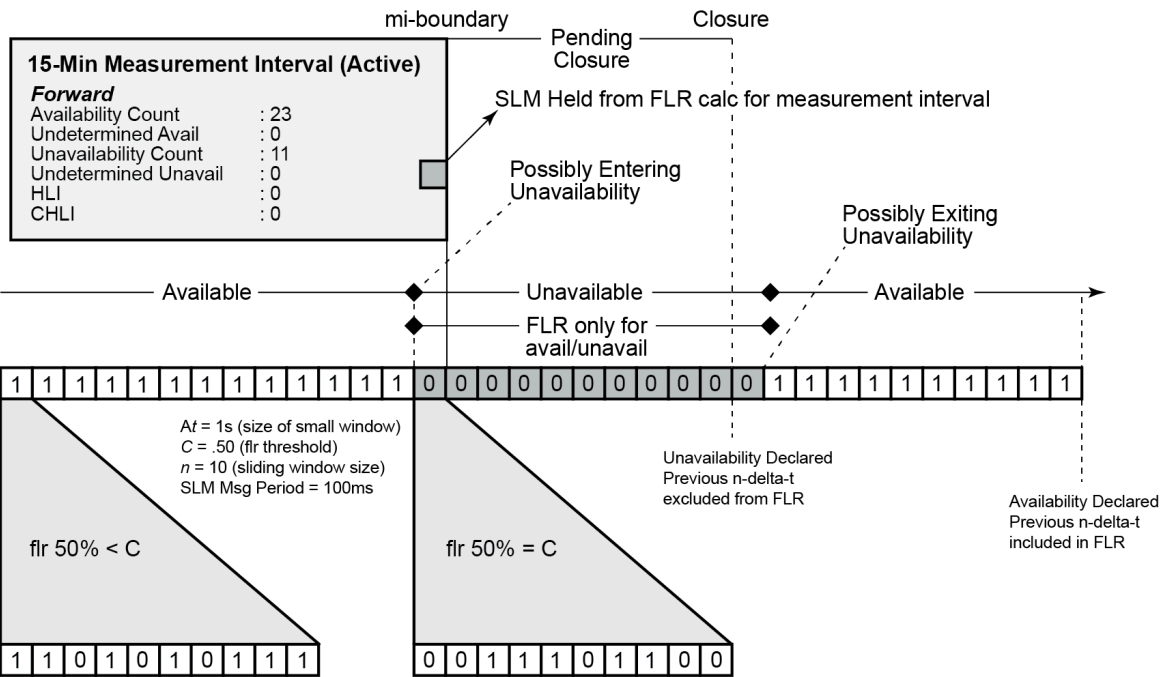 mi-boundary
Closure
Pending
Closure
15-Min Measurement Interval (Active)
Forward
Availability Count : 23
Undetermined Avail : 0
Unavailability Count : 11
Undetermined Unavail : 0
HLI : 0
CHLI : 0
SLM Held from FLR calc for measurement interval
Possibly Entering
Unavailability
Possibly Exiting
Unavailability
Available
Unavailable
Available
FLR only for
avail/unavail
1 1 1 1 1 1 1 1 1 1 1 1 1 0 0 0 0 0 0 0 0 0 0 0 1 1 1 1 1 1 1 1 1 1
At = 1s (size of small window)
C = .50 (flr threshold)
n = 10 (sliding window size)
SLM Msg Period = 100ms
Unavailability Declared
Previous n-delta-t
excluded from FLR
Availability Declared
Previous n-delta-t
included in FLR
flr 50% < C
flr 50% = C
1 1 0 1 0 1 0 1 1 1
0 0 1 1 1 0 1 1 0 0